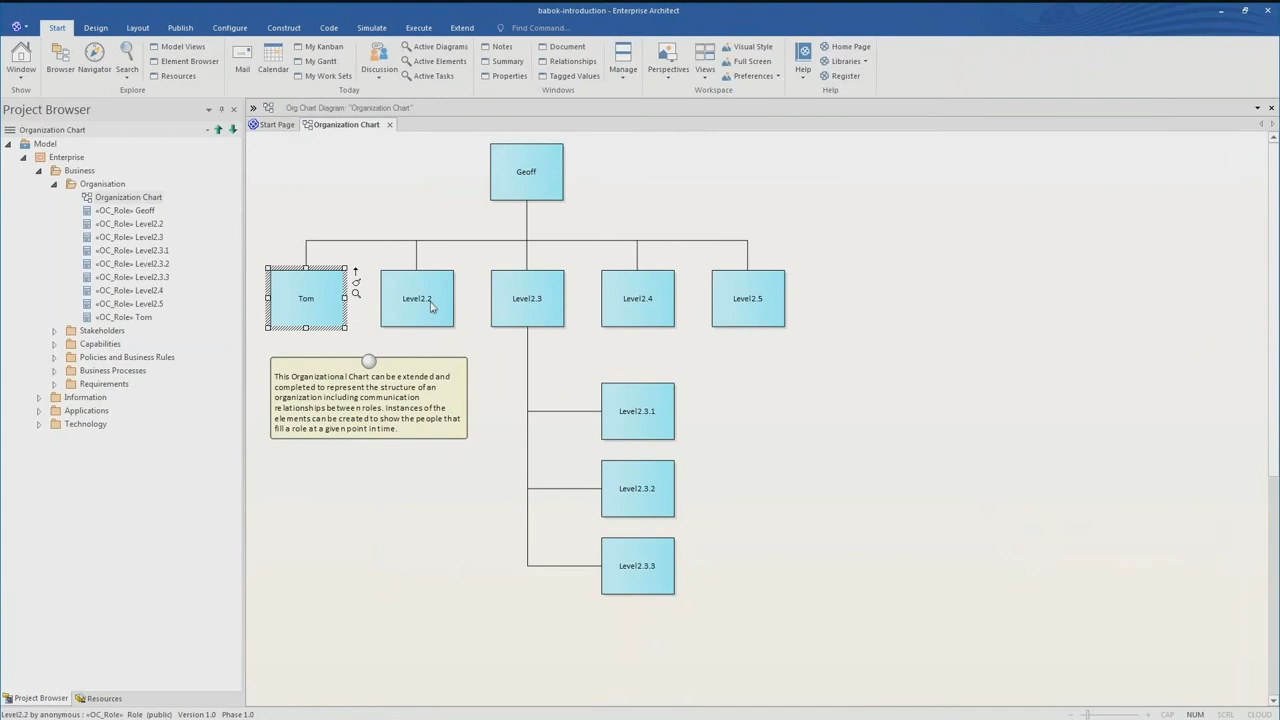 babok-introduction - Enterprise Architect
Start Design Layout Publish Configure Construct Code Simulate Execute Extend Find Command...
Window Browser Navigator Search Model Views Element Browser Resources Mail Calendar My Kanban My Gantt My Work Sets Discussion Active Diagrams Active Elements Active Tasks Notes Summary Properties Document Relationships Tagged Values Manage Perspectives Views Visual Style Full Screen Preferences Help Home Page Libraries Register
Show Explore Today Windows Workspace Help
Project Browser
Org Chart Diagram: "Organization Chart"
Start Page Organization Chart
Organization Chart
Model
Enterprise
Business
Organisation
Organization Chart
«OC_Role» Geoff
«OC_Role» Level2.2
«OC_Role» Level2.3
«OC_Role» Level2.3.1
«OC_Role» Level2.3.2
«OC_Role» Level2.3.3
«OC_Role» Level2.4
«OC_Role» Level2.5
«OC_Role» Tom
Stakeholders
Capabilities
Policies and Business Rules
Business Processes
Requirements
Information
Applications
Technology
Geoff
Tom Level2.2 Level2.3 Level2.4 Level2.5
This Organizational Chart can be extended and
completed to represent the structure of an
organization including communication
relationships between roles. Instances of the
elements can be created to show the people that
fill a role at a given point in time.
Level2.3.1
Level2.3.2
Level2.3.3
Project Browser Resources
Level2.2 by anonymous : «OC_Role» Role (public) Version 1.0 Phase 1.0
CAP NUM SCRL CLOUD